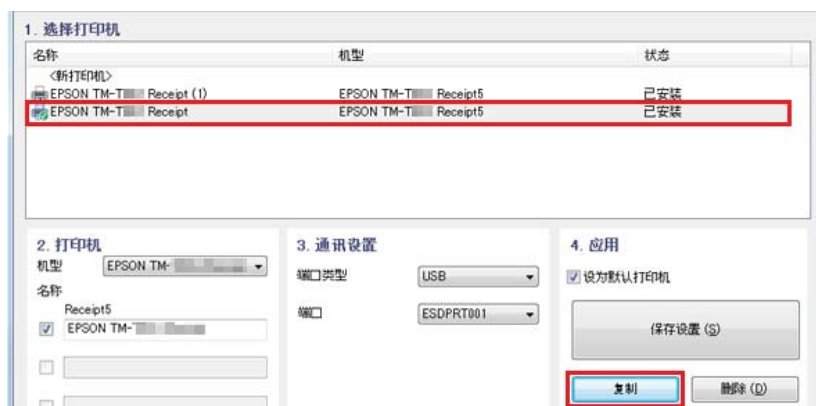 1. 选择打印机
名称 机型 状态
<新打印机>
EPSON TM-T Receipt (1) EPSON TM-T Receipt5 已安装
EPSON TM-T Receipt EPSON TM-T Receipt5 已安装
2. 打印机
机型 EPSON TM-
名称
Receipt5
EPSON TM-
3. 通讯设置
端口类型 USB
端口 ESDPRT001
4. 应用
设为默认打印机
保存设置 (S)
复制 删除 (D)